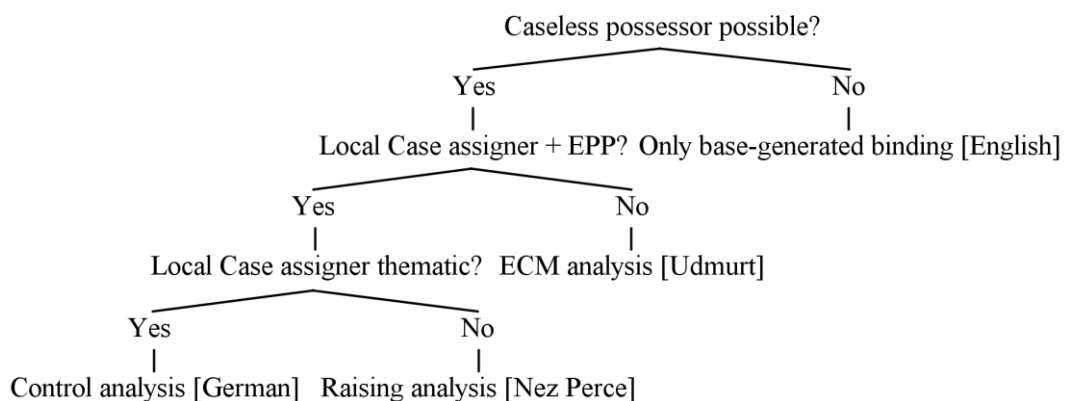 Caseless possessor possible?
Yes No
Local Case assigner + EPP? Only base-generated binding [English]
Yes No
Local Case assigner thematic? ECM analysis [Udmurt]
Yes No
Control analysis [German] Raising analysis [Nez Perce]